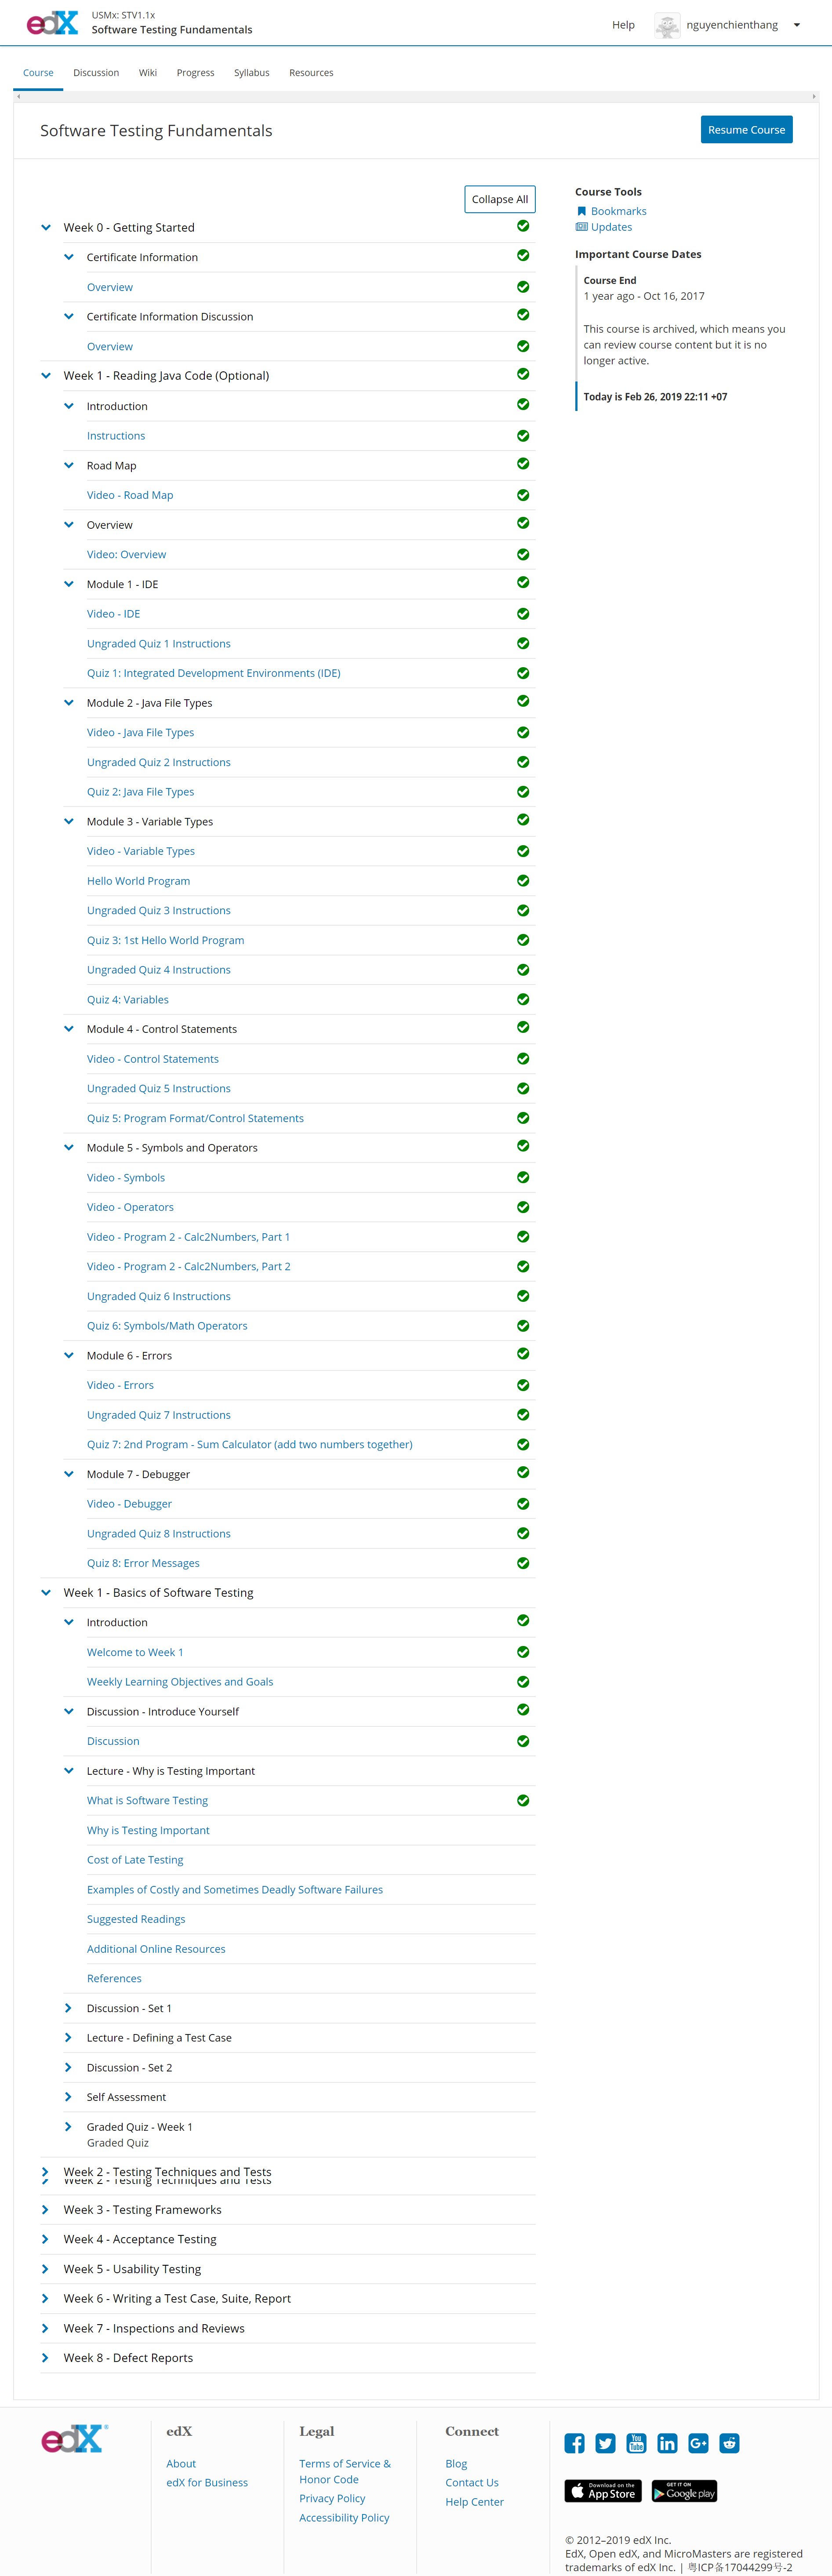 edX
USMx: STV1.1x
Software Testing Fundamentals
Help
nguyenchienthang
Course
Discussion
Wiki
Progress
Syllabus
Resources
Software Testing Fundamentals
Resume Course
Collapse All
Week 0 - Getting Started
Certificate Information
Overview
Certificate Information Discussion
Overview
Week 1 - Reading Java Code (Optional)
Introduction
Instructions
Road Map
Video - Road Map
Overview
Video: Overview
Module 1 - IDE
Video - IDE
Ungraded Quiz 1 Instructions
Quiz 1: Integrated Development Environments (IDE)
Module 2 - Java File Types
Video - Java File Types
Ungraded Quiz 2 Instructions
Quiz 2: Java File Types
Module 3 - Variable Types
Video - Variable Types
Hello World Program
Ungraded Quiz 3 Instructions
Quiz 3: 1st Hello World Program
Ungraded Quiz 4 Instructions
Quiz 4: Variables
Module 4 - Control Statements
Video - Control Statements
Ungraded Quiz 5 Instructions
Quiz 5: Program Format/Control Statements
Module 5 - Symbols and Operators
Video - Symbols
Video - Operators
Video - Program 2 - Calc2Numbers, Part 1
Video - Program 2 - Calc2Numbers, Part 2
Ungraded Quiz 6 Instructions
Quiz 6: Symbols/Math Operators
Module 6 - Errors
Video - Errors
Ungraded Quiz 7 Instructions
Quiz 7: 2nd Program - Sum Calculator (add two numbers together)
Module 7 - Debugger
Video - Debugger
Ungraded Quiz 8 Instructions
Quiz 8: Error Messages
Week 1 - Basics of Software Testing
Introduction
Welcome to Week 1
Weekly Learning Objectives and Goals
Discussion - Introduce Yourself
Discussion
Lecture - Why is Testing Important
What is Software Testing
Why is Testing Important
Cost of Late Testing
Examples of Costly and Sometimes Deadly Software Failures
Suggested Readings
Additional Online Resources
References
Discussion - Set 1
Lecture - Defining a Test Case
Discussion - Set 2
Self Assessment
Graded Quiz - Week 1
Graded Quiz
Week 2 - Testing Techniques and Tests
Week 2 - Testing Techniques and Tests
Week 3 - Testing Frameworks
Week 4 - Acceptance Testing
Week 5 - Usability Testing
Week 6 - Writing a Test Case, Suite, Report
Week 7 - Inspections and Reviews
Week 8 - Defect Reports
Course Tools
Bookmarks
Updates
Important Course Dates
Course End
1 year ago - Oct 16, 2017
This course is archived, which means you
can review course content but it is no
longer active.
Today is Feb 26, 2019 22:11 +07
edX
edX
About
edX for Business
Legal
Terms of Service &
Honor Code
Privacy Policy
Accessibility Policy
Connect
Blog
Contact Us
Help Center
You
Tube
in
G+
Download on the
App Store
GET IT ON
Google play
© 2012–2019 edX Inc.
EdX, Open edX, and MicroMasters are registered
trademarks of edX Inc. | 粤ICP备17044299号-2